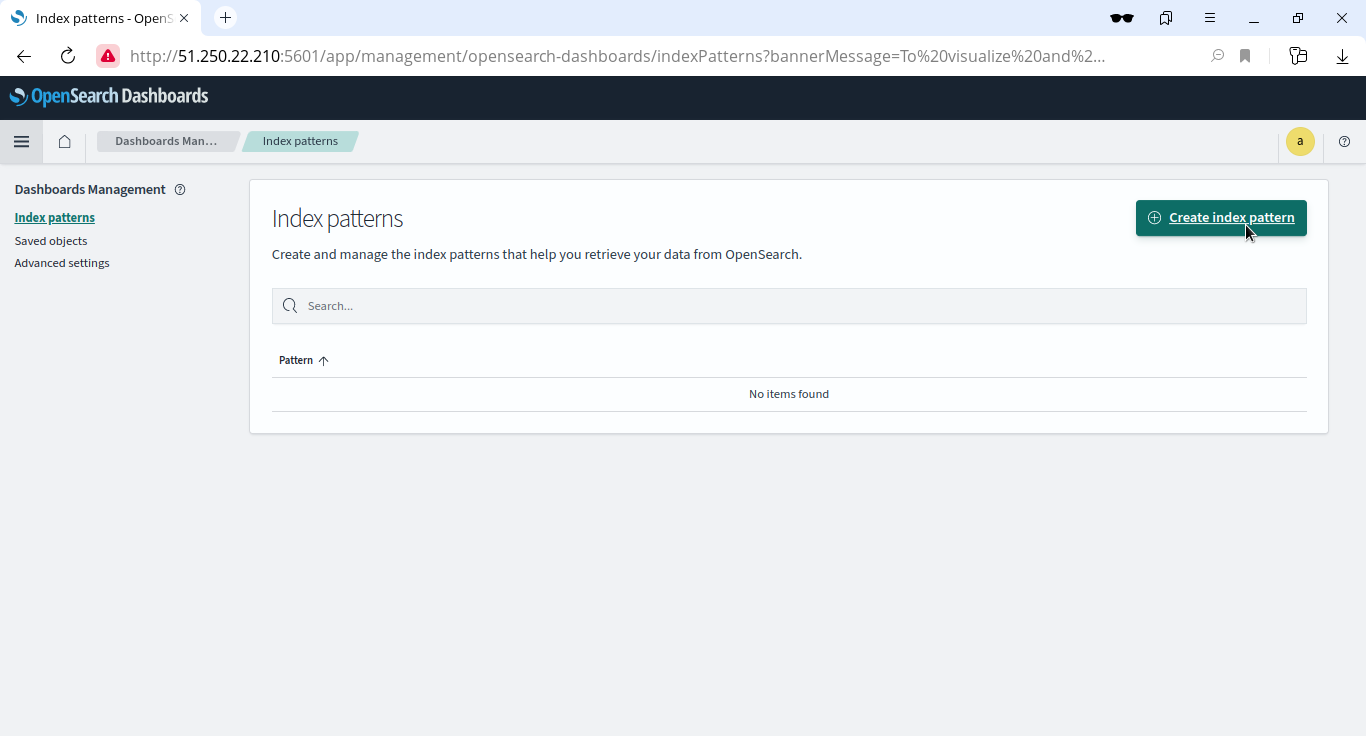 Index patterns - OpenS
http://51.250.22.210:5601/app/management/opensearch-dashboards/indexPatterns?bannerMessage=To%20visualize%20and%2...
OpenSearch Dashboards
Dashboards Man... Index patterns a
Dashboards Management
Index patterns
Saved objects
Advanced settings
Index patterns
Create index pattern
Create and manage the index patterns that help you retrieve your data from OpenSearch.
Search...
Pattern
No items found